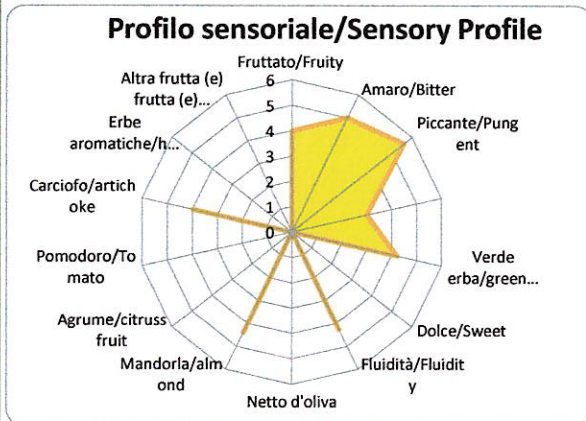 Profilo sensoriale/Sensory Profile
Fruttato/Fruity
Amaro/Bitter
Piccante/Pung
ent
Verde
erba/green...
Dolce/Sweet
Fluidità/Fluidit
y
Netto d'oliva
Mandorla/alm
ond
Agrume/citruss
fruit
Pomodoro/To
mato
Carciofo/artich
oke
Erbe
aromatiche/h...
Altra frutta (e)
frutta (e)...
6
5
4
3
2
1
0